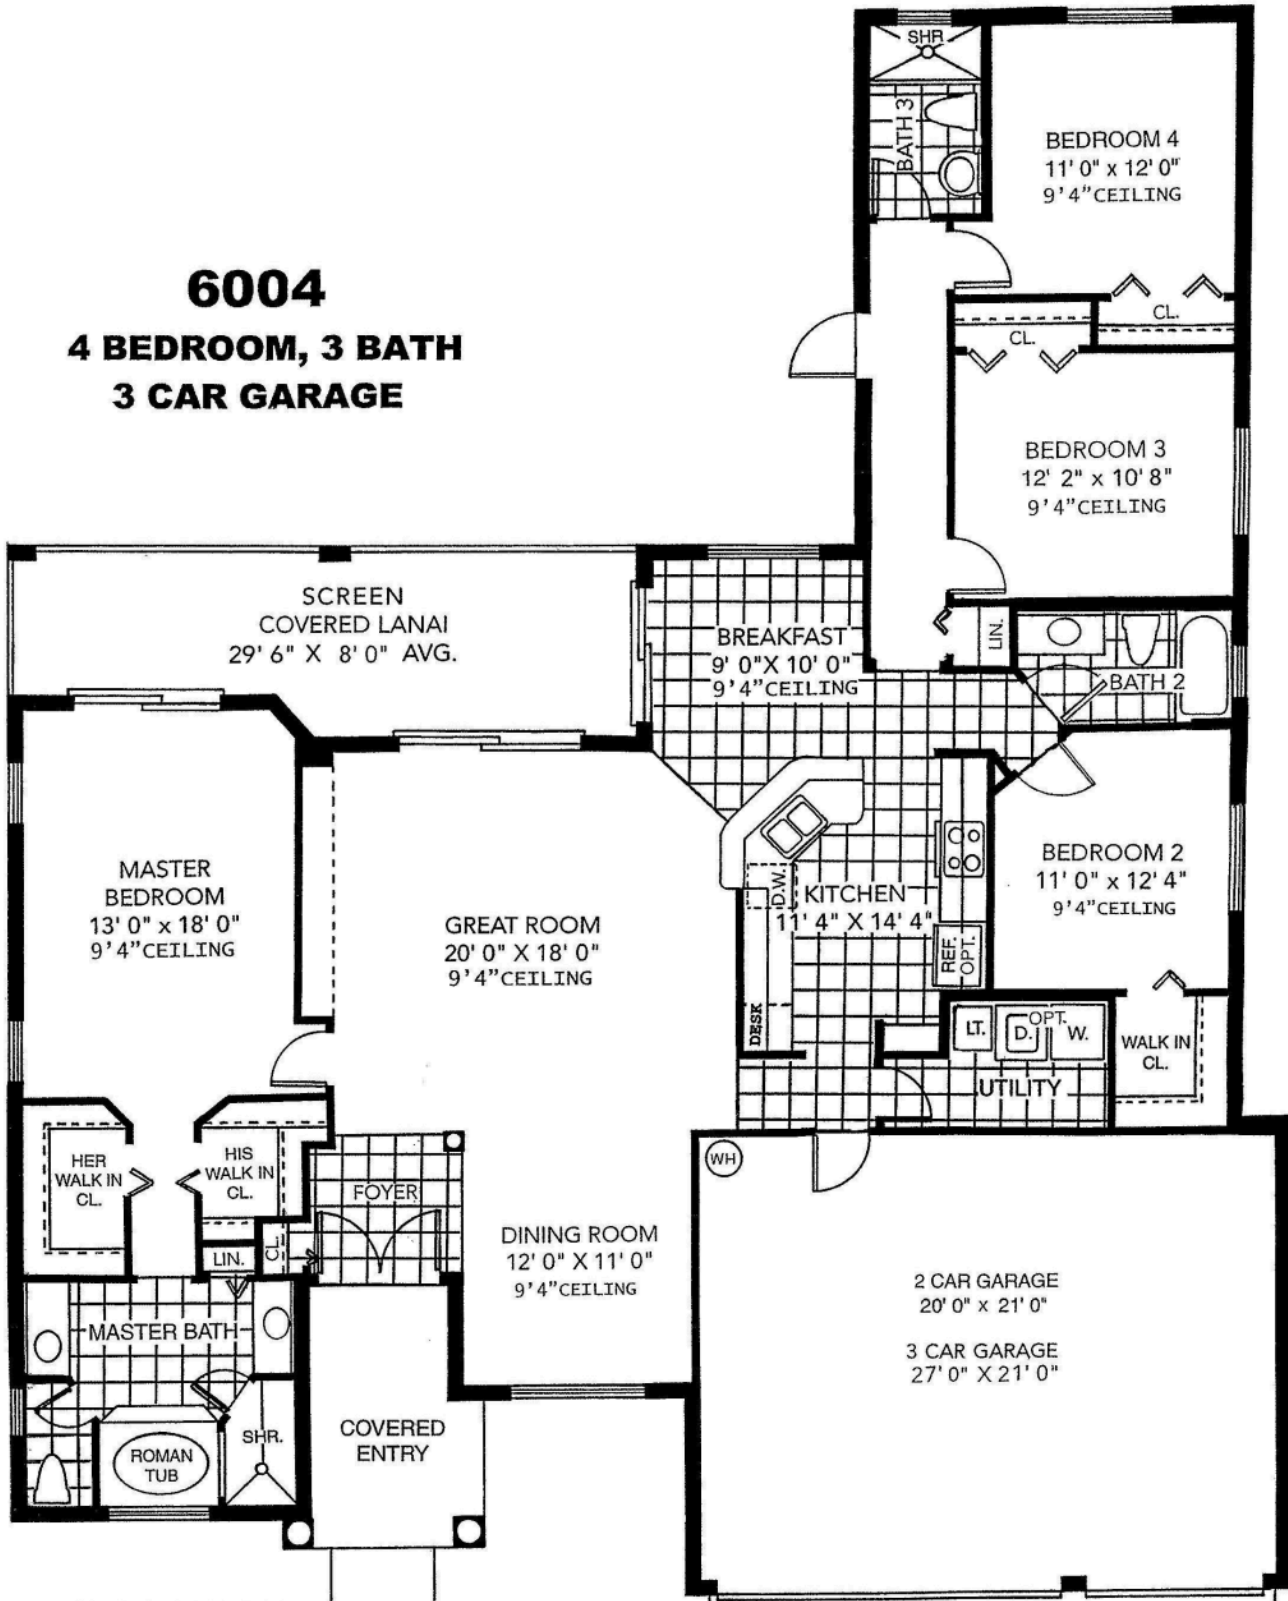 6004
4 BEDROOM, 3 BATH
3 CAR GARAGE
SHR
BATH 3
BEDROOM 4
11' 0" x 12' 0"
9'4"CEILING
CL.
CL.
BEDROOM 3
12' 2" x 10' 8"
9'4"CEILING
SCREEN
COVERED LANAI
29' 6" X 8' 0" AVG.
BREAKFAST
9' 0"X 10' 0"
9'4"CEILING
LIN.
BATH 2
MASTER
BEDROOM
13' 0" x 18' 0"
9'4"CEILING
GREAT ROOM
20' 0" X 18' 0"
9'4"CEILING
D.W.
KITCHEN
11' 4" X 14' 4"
REF.
OPT.
DESK
BEDROOM 2
11' 0" x 12' 4"
9'4"CEILING
LT.
OPT.
D.
W.
UTILITY
WALK IN
CL.
HER
WALK IN
CL.
HIS
WALK IN
CL.
FOYER
CL.
LIN.
WH
DINING ROOM
12' 0" X 11' 0"
9'4"CEILING
2 CAR GARAGE
20' 0" x 21' 0"
3 CAR GARAGE
27' 0" X 21' 0"
MASTER BATH
ROMAN
TUB
SHR.
COVERED
ENTRY